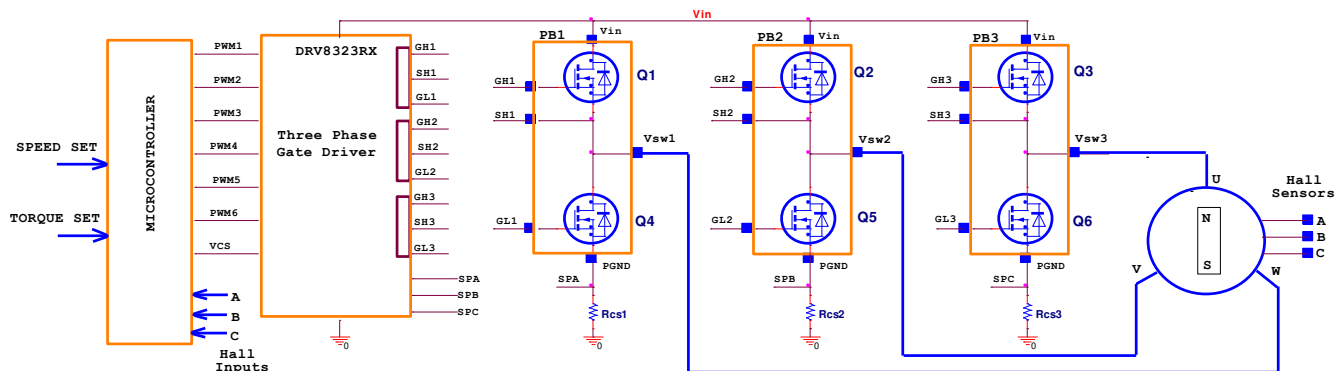 Vin
MICROCONTROLLER
SPEED SET
TORQUE SET
PWM1
PWM2
PWM3
PWM4
PWM5
PWM6
VCS
A
B
C
Hall
Inputs
DRV8323RX
Three Phase
Gate Driver
GH1
SH1
GL1
GH2
SH2
GL2
GH3
SH3
GL3
SPA
SPB
SPC
0
PB1
Vin
Q1
GH1
SH1
Vsw1
Q4
GL1
PGND
SPA
Rcs1
0
PB2
Vin
Q2
GH2
SH2
Vsw2
Q5
GL2
PGND
SPB
Rcs2
0
PB3
Vin
Q3
GH3
SH3
Vsw3
Q6
GL3
PGND
SPC
Rcs3
0
U
V
W
N
S
Hall
Sensors
A
B
C